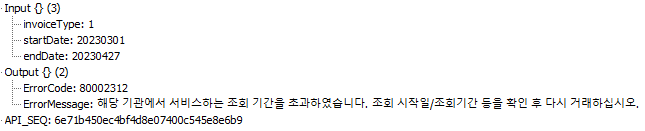 Input {} (3)
invoiceType: 1
startDate: 20230301
endDate: 20230427
Output {} (2)
ErrorCode: 80002312
ErrorMessage: 해당 기관에서 서비스하는 조회 기간을 초과하였습니다. 조회 시작일/조회기간 등을 확인 후 다시 거래하십시오.
API_SEQ: 6e71b450ec4bf4d8e07400c545e8e6b9